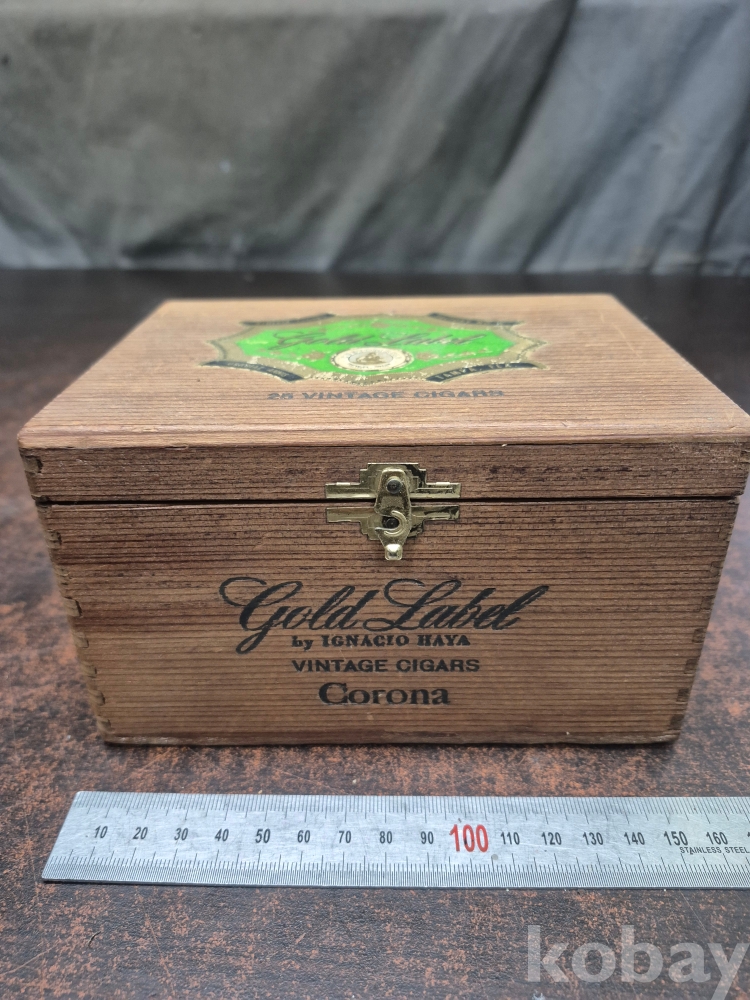 Gold Label
25 VINTAGE CIGARS
Gold Label
by IGNACIO HAYA
VINTAGE CIGARS
Corona
10 20 30 40 50 60 70 80 90 100 110 120 130 140 150 160
STAINLESS STEEL
kobay